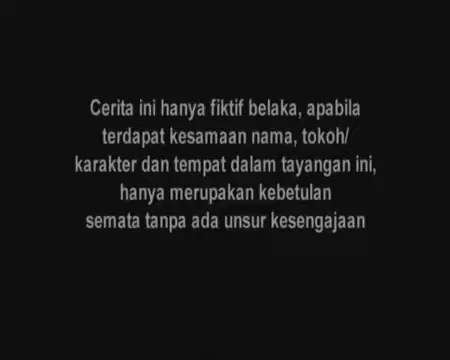 Cerita ini hanya fiktif belaka, apabila
terdapat kesamaan nama, tokoh/
karakter dan tempat dalam tayangan ini,
hanya merupakan kebetulan
semata tanpa ada unsur kesengajaan